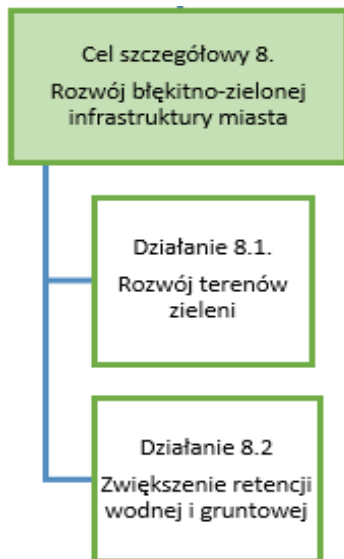 Cel szczegółowy 8.
Rozwój błękitno-zielonej
infrastruktury miasta
Działanie 8.1.
Rozwój terenów
zieleni
Działanie 8.2
Zwiększenie retencji
wodnej i gruntowej